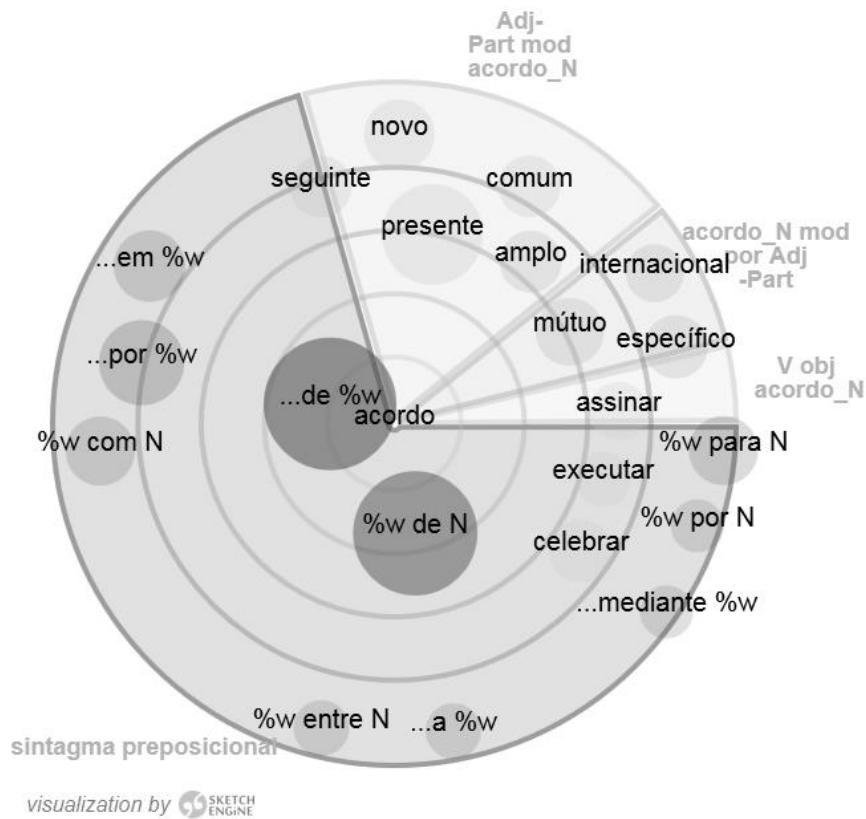 Adj-
Part mod
acordo_N
novo
seguinte
comum
presente
amplo
acordo_N mod
por Adj
-Part
internacional
...em %w
mútuo
específico
...por %w
V obj
acordo_N
...de %w
assinar
acordo
%w com N
%w para N
executar
%w de N
%w por N
celebrar
...mediante %w
%w entre N
...a %w
sintagma preposicional
visualization by SKETCH
ENGINE